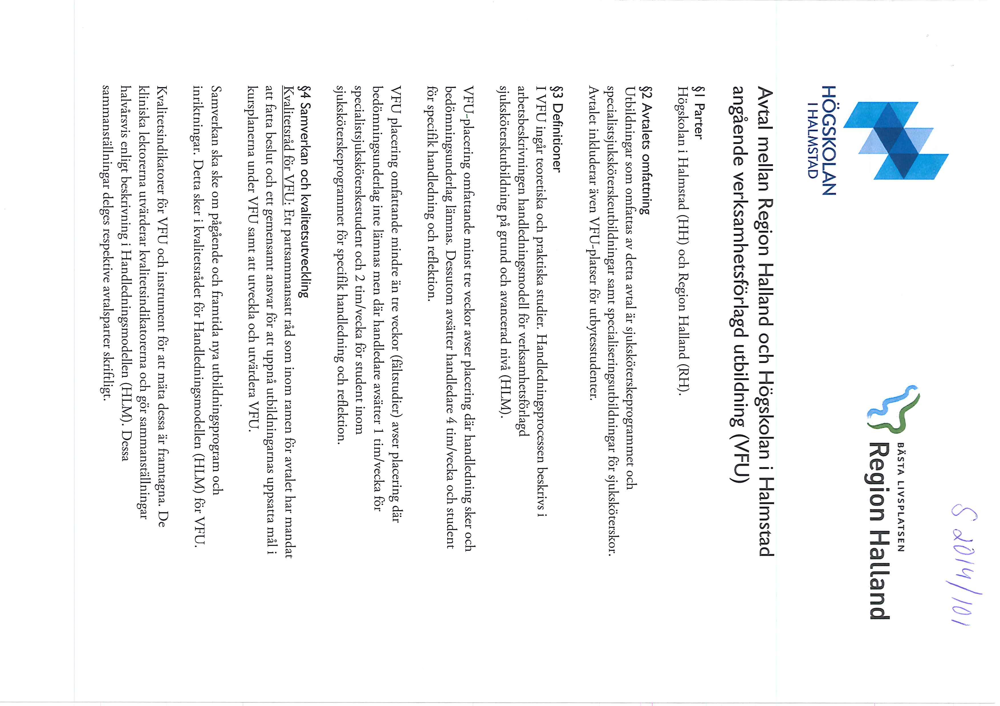 S 2014/101
HÖGSKOLAN
I HALMSTAD
BÄSTA LIVSPLATSEN
Region Halland
Avtal mellan Region Halland och Högskolan i Halmstad
angående verksamhetsförlagd utbildning (VFU)
§1 Parter
Högskolan i Halmstad (HH) och Region Halland (RH).
§2 Avtalets omfattning
Utbildningar som omfattas av detta avtal är sjuksköterskeprogrammet och
specialistsjuksköterskeutbildningar samt specialiseringsutbildningar för sjuksköterskor.
Avtalet inkluderar även VFU-platser för utbytesstudenter.
§3 Definitioner
I VFU ingår teoretiska och praktiska studier. Handledningsprocessen beskrivs i
arbetsbeskrivningen handledningsmodell för verksamhetsförlagd
sjuksköterskutbildning på grund och avancerad nivå (HLM).
VFU-placering omfattande minst tre veckor avser placering där handledning sker och
bedömningsunderlag lämnas. Dessutom avsätter handledare 4 tim/vecka och student
för specifik handledning och reflektion.
VFU placering omfattande mindre än tre veckor (fältstudier) avser placering där
bedömningsunderlag inte lämnas men där handledare avsätter 1 tim/vecka för
specialistsjuksköterskestudent och 2 tim/vecka för student inom
sjuksköterskeprogrammet för specifik handledning och reflektion.
§4 Samverkan och kvalitetsutveckling
Kvalitetsråd för VFU: Ett partsammansatt råd som inom ramen för avtalet har mandat
att fatta beslut och ett gemensamt ansvar för att uppnå utbildningarnas uppsatta mål i
kursplanerna under VFU samt att utveckla och utvärdera VFU.
Samverkan ska ske om pågående och framtida nya utbildningsprogram och
inriktningar. Detta sker i kvalitetsrådet för Handledningsmodellen (HLM) för VFU.
Kvalitetsindikatorer för VFU och instrument för att mäta dessa är framtagna. De
kliniska lektorerna utvärderar kvalitetsindikatorerna och gör sammanställningar
halvårsvis enligt beskrivning i Handledningsmodellen (HLM). Dessa
sammanställningar delges respektive avtalsparter skriftligt.